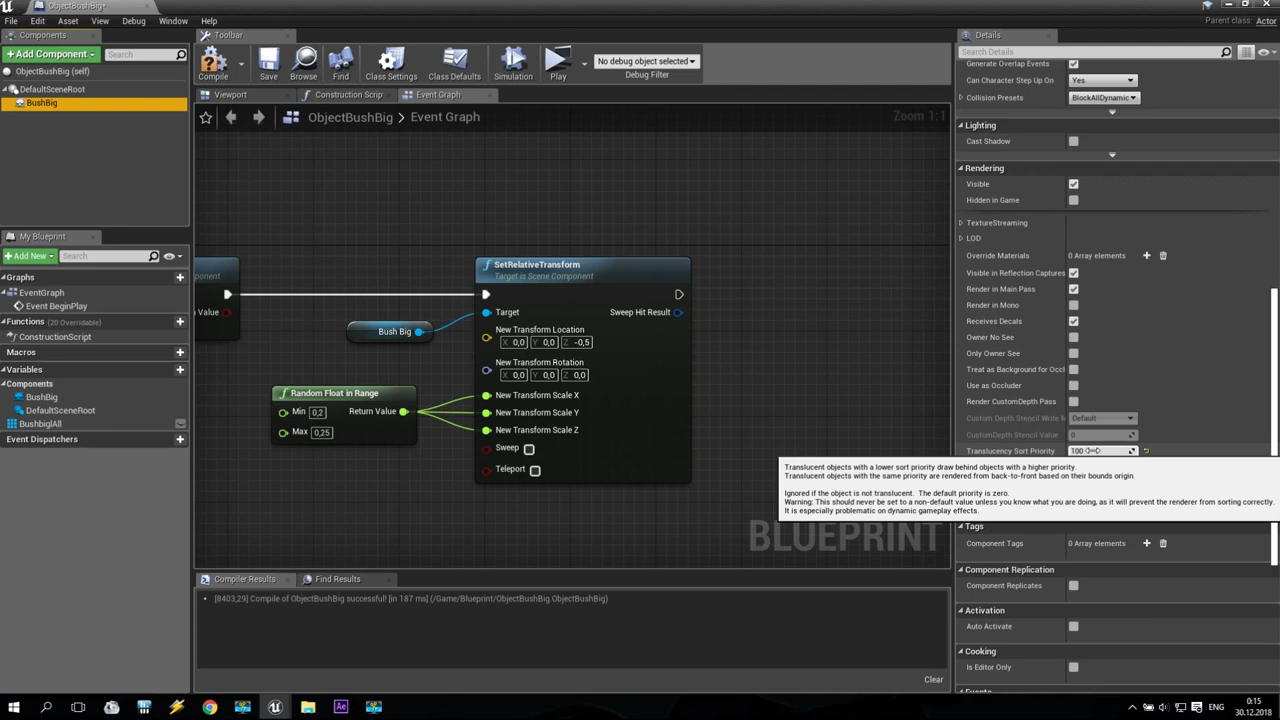 ObjectBushBig*
File Edit Asset View Debug Window Help
Parent class: Actor
Components
+ Add Component
Search
ObjectBushBig (self)
DefaultSceneRoot
BushBig
My Blueprint
+ Add New
Search
Graphs
EventGraph
Event BeginPlay
Functions (20 Overridable)
ConstructionScript
Macros
Variables
Components
BushBig
DefaultSceneRoot
BushbigAll
Event Dispatchers
Toolbar
Compile
Save
Browse
Find
Class Settings
Class Defaults
Simulation
Play
No debug object selected
Debug Filter
Viewport
Construction Scrip
Event Graph
ObjectBushBig > Event Graph
Zoom 1:1
ponent
Value
Bush Big
Random Float in Range
Min 0,2 Return Value
Max 0,25
SetRelativeTransform
Target is Scene Component
Target Sweep Hit Result
New Transform Location
X 0,0 Y 0,0 Z -0,5
New Transform Rotation
X 0,0 Y 0,0 Z 0,0
New Transform Scale X
New Transform Scale Y
New Transform Scale Z
Sweep
Teleport
BLUEPRINT
Compiler Results
Find Results
[8403,29] Compile of ObjectBushBig successful! [in 187 ms] (/Game/Blueprint/ObjectBushBig.ObjectBushBig)
Clear
Details
Search Details
Generate Overlap Events
Can Character Step Up On Yes
Collision Presets BlockAllDynamic
Lighting
Cast Shadow
Rendering
Visible
Hidden in Game
TextureStreaming
LOD
Override Materials 0 Array elements
Visible in Reflection Captures
Render in Main Pass
Render in Mono
Receives Decals
Owner No See
Only Owner See
Treat as Background for Occl
Use as Occluder
Render CustomDepth Pass
Custom Depth Stencil Write M Default
CustomDepth Stencil Value 0
Translucency Sort Priority 100
Translucent objects with a lower sort priority draw behind objects with a higher priority.
Translucent objects with the same priority are rendered from back-to-front based on their bounds origin.
Ignored if the object is not translucent. The default priority is zero.
Warning: This should never be set to a non-default value unless you know what you are doing, as it will prevent the renderer from sorting correctly.
It is especially problematic on dynamic gameplay effects.
Tags
Component Tags 0 Array elements
Component Replication
Component Replicates
Activation
Auto Activate
Cooking
Is Editor Only
Events
Ae
ENG
0:15
30.12.2018